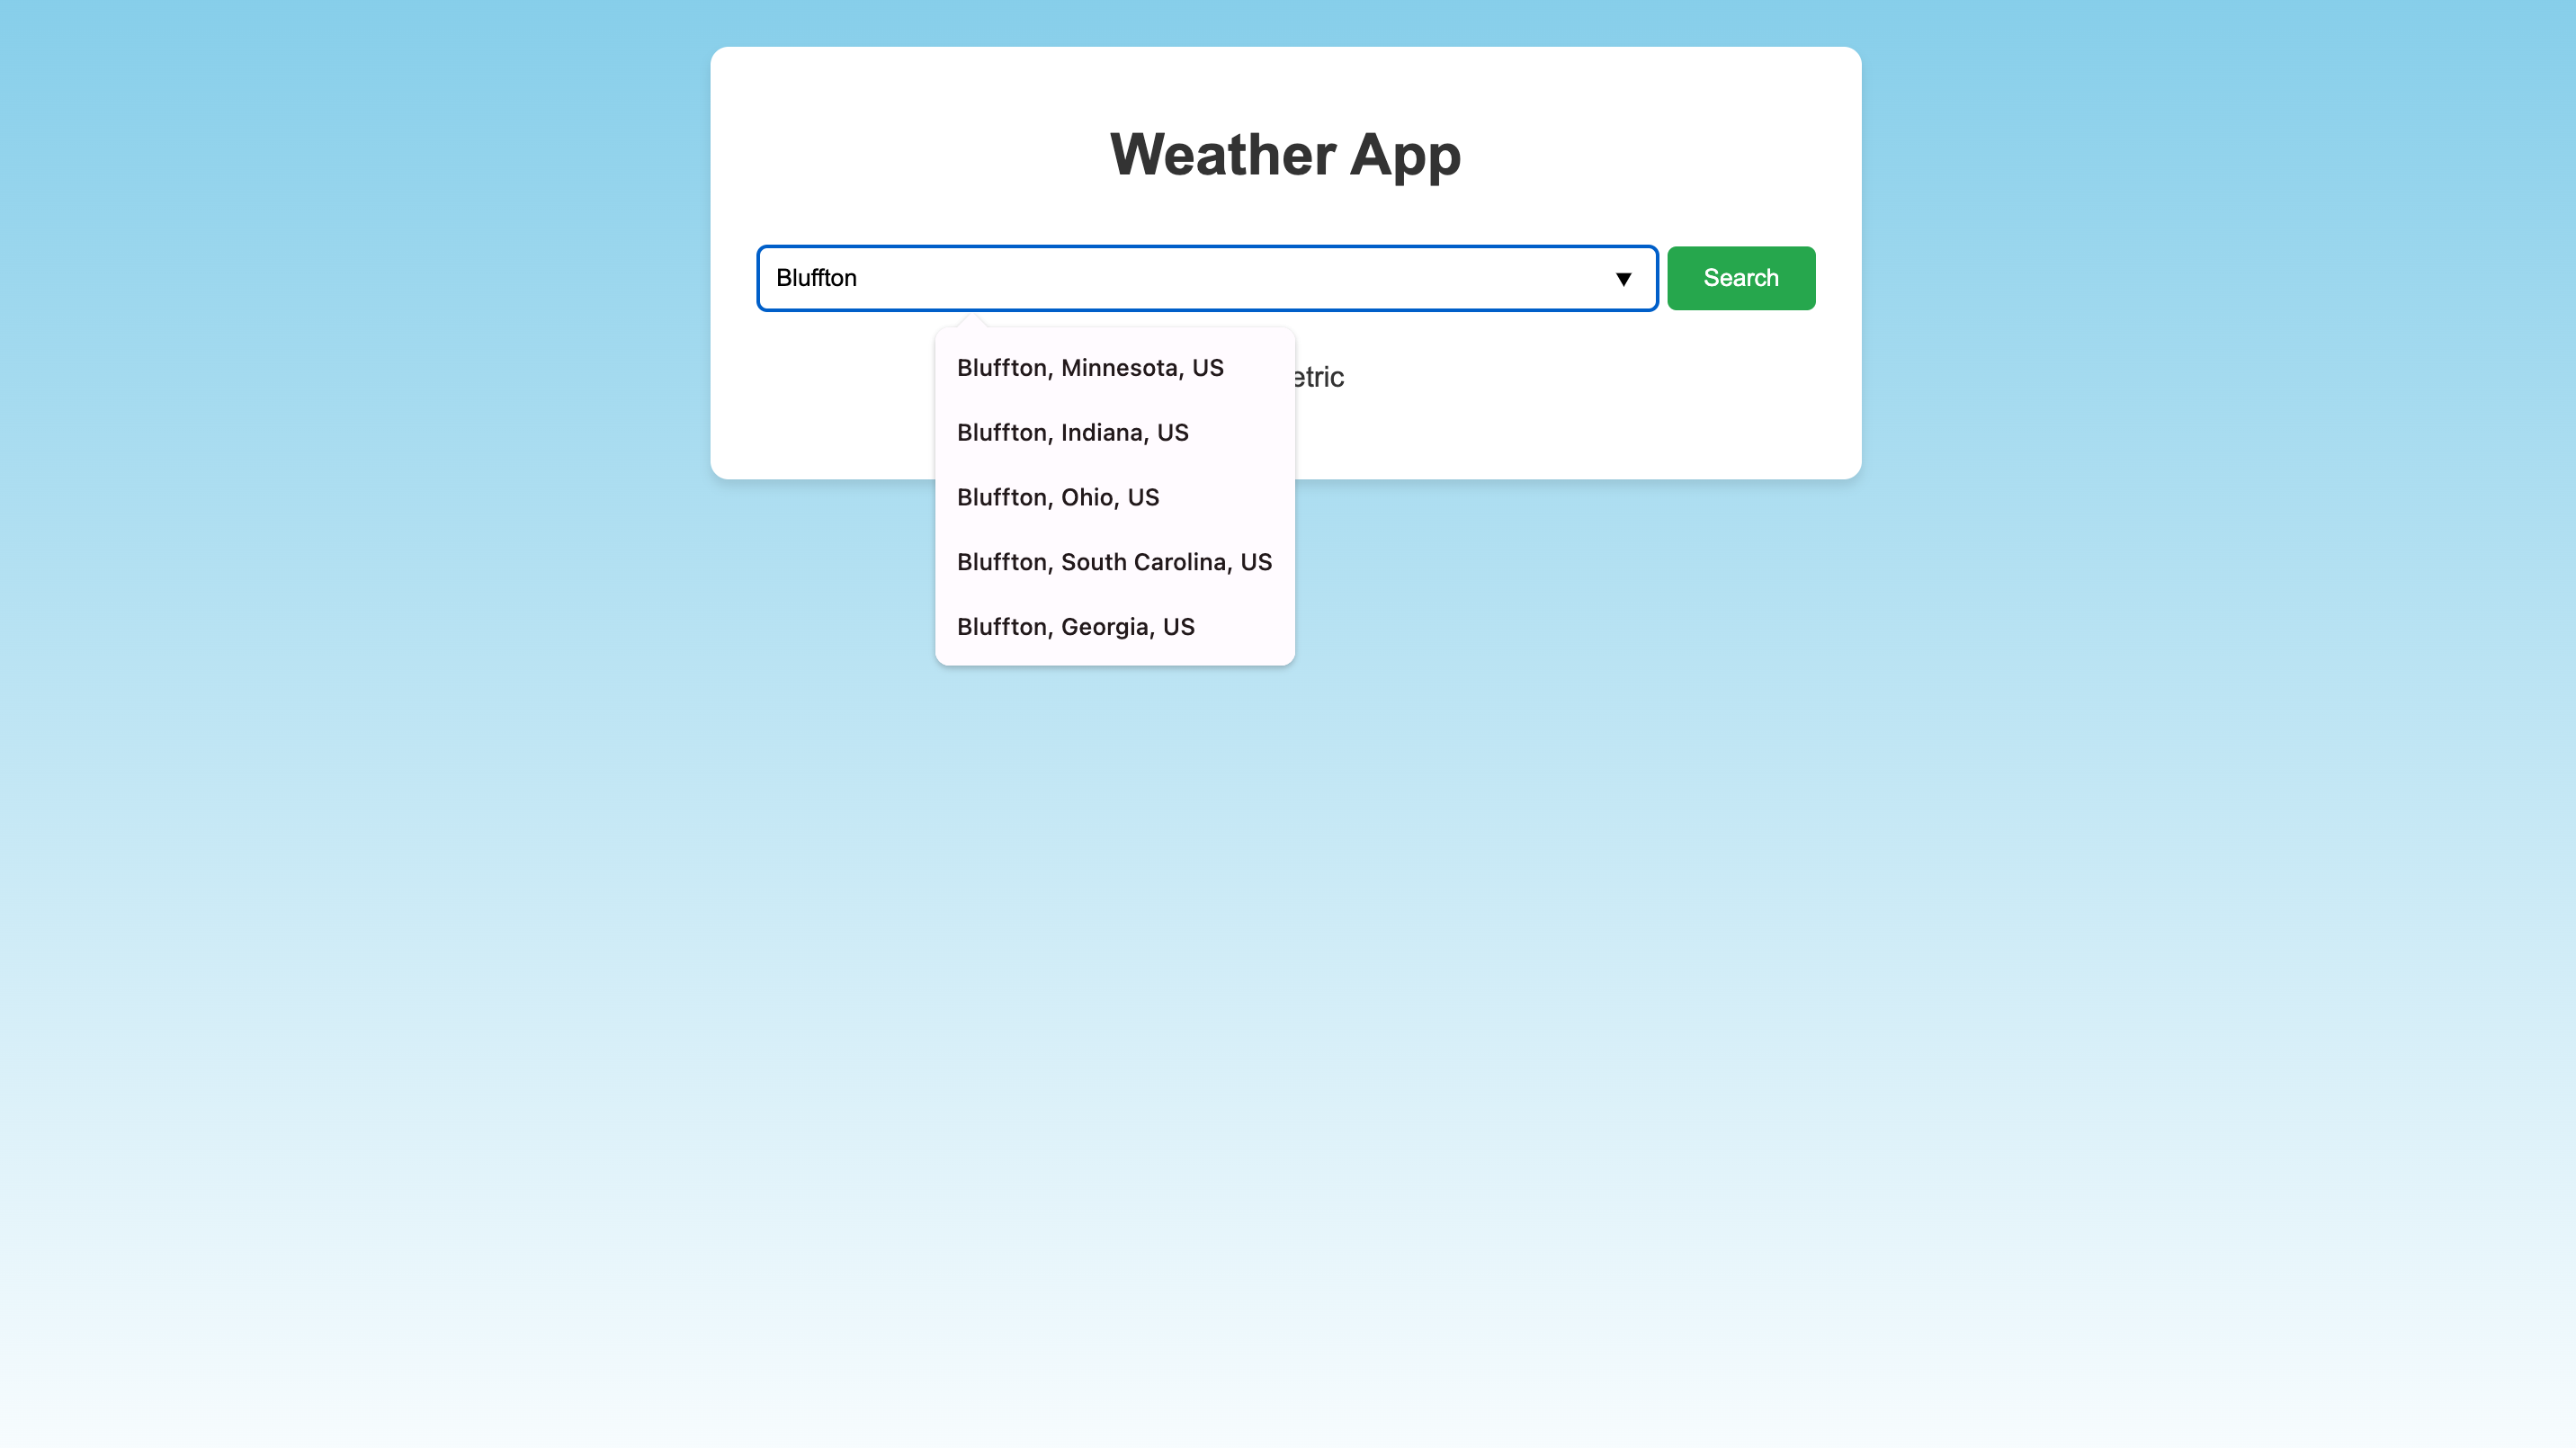 Weather App
Bluffton
Search
Bluffton, Minnesota, US
etric
Bluffton, Indiana, US
Bluffton, Ohio, US
Bluffton, South Carolina, US
Bluffton, Georgia, US